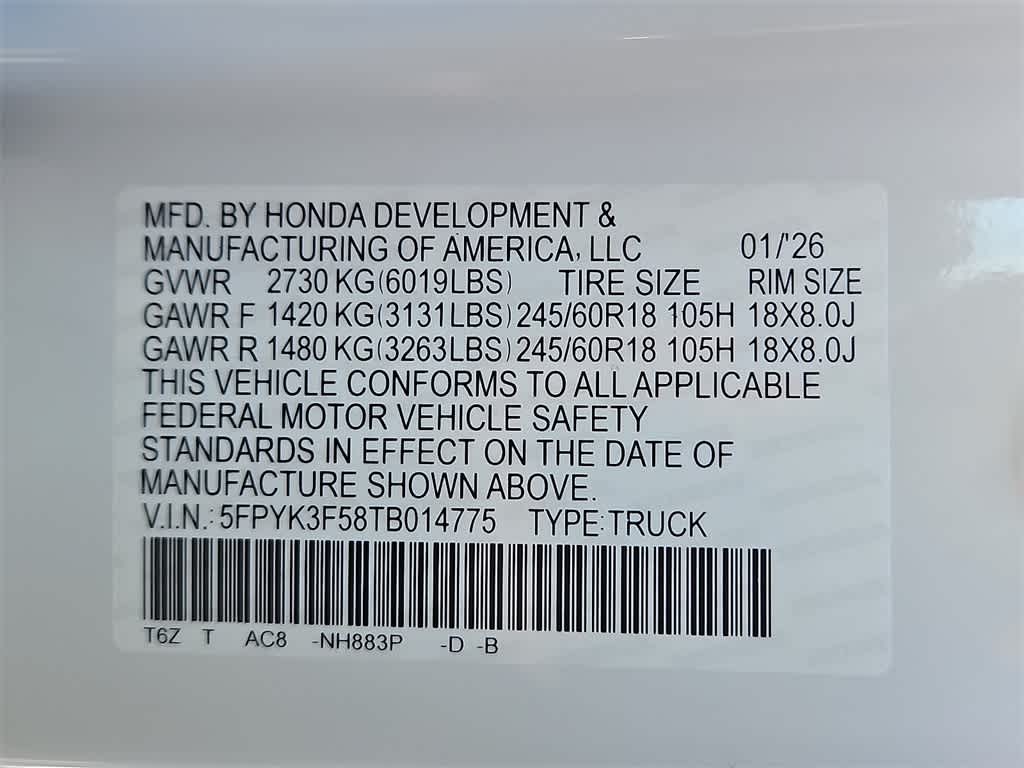 MFD. BY HONDA DEVELOPMENT &
MANUFACTURING OF AMERICA, LLC 01/'26
GVWR 2730 KG(6019LBS) TIRE SIZE RIM SIZE
GAWR F 1420 KG(3131LBS) 245/60R18 105H 18X8.0J
GAWR R 1480 KG(3263LBS) 245/60R18 105H 18X8.0J
THIS VEHICLE CONFORMS TO ALL APPLICABLE
FEDERAL MOTOR VEHICLE SAFETY
STANDARDS IN EFFECT ON THE DATE OF
MANUFACTURE SHOWN ABOVE.
V.I.N.: 5FPYK3F58TB014775 TYPE: TRUCK
T6Z T AC8 -NH883P -D -B